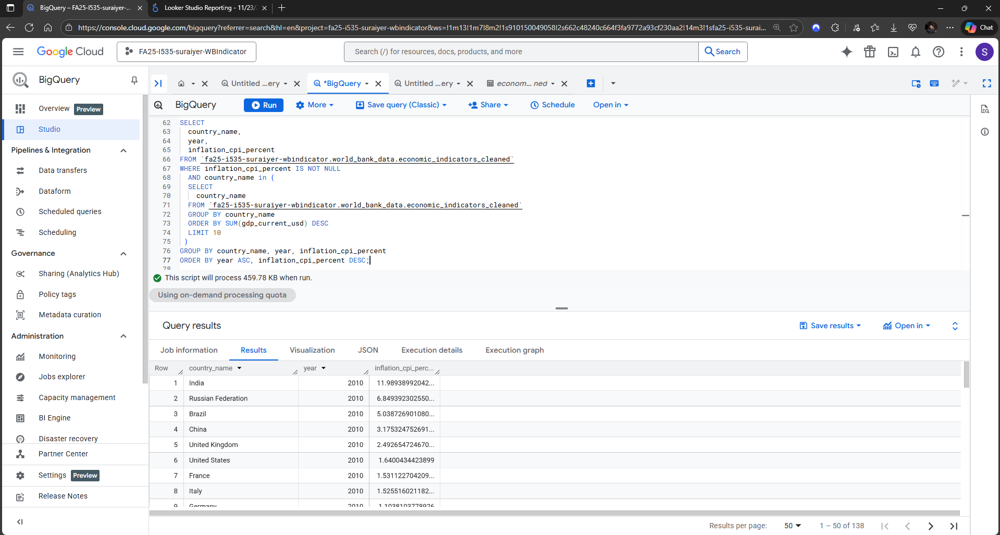 BigQuery – FA25-I535-suraiyer-...
Looker Studio Reporting - 11/23/
https://console.cloud.google.com/bigquery?referrer=search&hl=en&project=fa25-i535-suraiyer-wbindicator&ws=!1m13!1m7!8m2!1s910150049058!2s662c48240c664f3fa9772a93cf230aa2!14m3!1sfa25-i535-surai...
Chat
Google Cloud
FA25-I535-suraiyer-WBIndicator
Search (/) for resources, docs, products, and more
Search
S
BigQuery
Untitled ...ery
*BigQuery
Untitled ...ery
econom... ned
BigQuery
Run
More
Save query (Classic)
Share
Schedule
Open in
Overview Preview
Studio
Pipelines & Integration
Data transfers
Dataform
Scheduled queries
Scheduling
Governance
Sharing (Analytics Hub)
Policy tags
Metadata curation
Administration
Monitoring
Jobs explorer
Capacity management
BI Engine
Disaster recovery
Partner Center
Settings Preview
Release Notes
62 SELECT
63 country_name,
64 year,
65 inflation_cpi_percent
66 FROM `fa25-i535-suraiyer-wbindicator.world_bank_data.economic_indicators_cleaned`
67 WHERE inflation_cpi_percent IS NOT NULL
68 AND country_name in (
69 SELECT
70 country_name
71 FROM `fa25-i535-suraiyer-wbindicator.world_bank_data.economic_indicators_cleaned`
72 GROUP BY country_name
73 ORDER BY SUM(gdp_current_usd) DESC
74 LIMIT 10
75 )
76 GROUP BY country_name, year, inflation_cpi_percent
77 ORDER BY year ASC, inflation_cpi_percent DESC;
78
This script will process 459.78 KB when run.
Using on-demand processing quota
Query results
Save results
Open in
Job information Results Visualization JSON Execution details Execution graph
Row country_name year inflation_cpi_perc...
1 India 2010 11.98938992042...
2 Russian Federation 2010 6.849392302550...
3 Brazil 2010 5.038726901080...
4 China 2010 3.175324752691...
5 United Kingdom 2010 2.492654724670...
6 United States 2010 1.6400434423899
7 France 2010 1.531122704209...
8 Italy 2010 1.525516021182...
9 Germany 2010 1.1038103778926
Results per page: 50 1 – 50 of 138